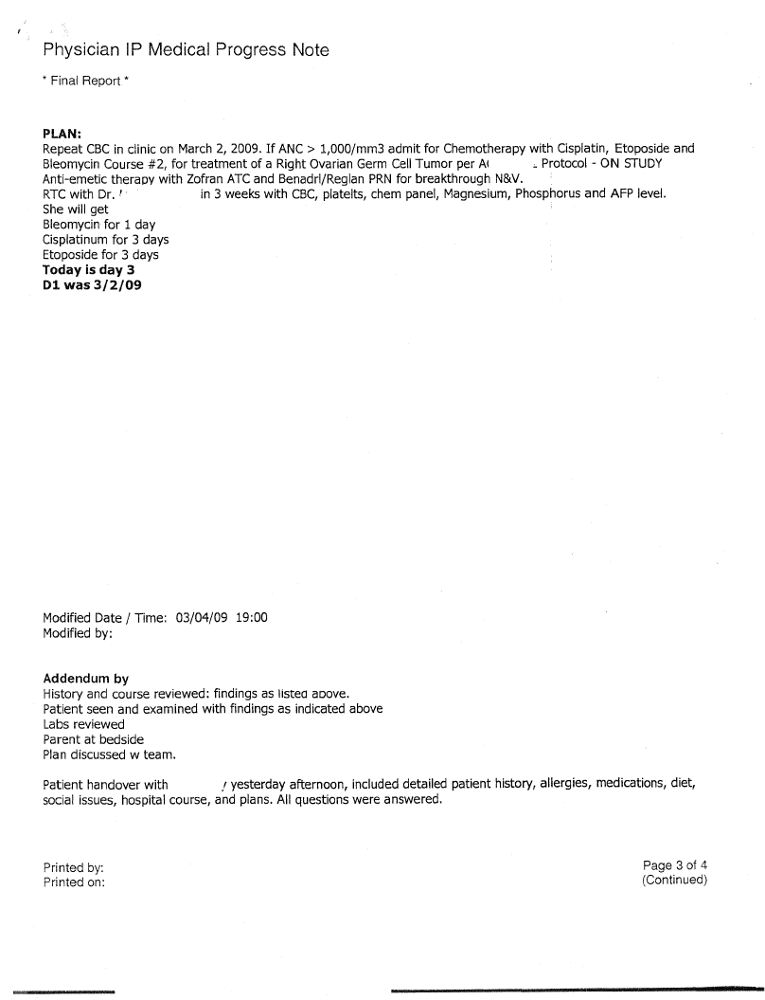 Physician IP Medical Progress Note
* Final Report *
PLAN:
Repeat CBC in clinic on March 2, 2009. If ANC > 1,000/mm3 admit for Chemotherapy with Cisplatin, Etoposide and
Bleomycin Course #2, for treatment of a Right Ovarian Germ Cell Tumor per Protocol - ON STUDY
Anti-emetic therapy with Zofran ATC and Benadrl/Reglan PRN for breakthrough N&V.
RTC with Dr. in 3 weeks with CBC, platelts, chem panel, Magnesium, Phosphorus and AFP level.
She will get
Bleomycin for 1 day
Cisplatinum for 3 days
Etoposide for 3 days
Today is day 3
D1 was 3/2/09
Modified Date / Time: 03/04/09 19:00
Modified by:
Addendum by
History and course reviewed: findings as listed above.
Patient seen and examined with findings as indicated above
Labs reviewed
Parent at bedside
Plan discussed w team.
Patient handover with yesterday afternoon, included detailed patient history, allergies, medications, diet,
social issues, hospital course, and plans. All questions were answered.
Printed by:
Printed on:
Page 3 of 4
(Continued)